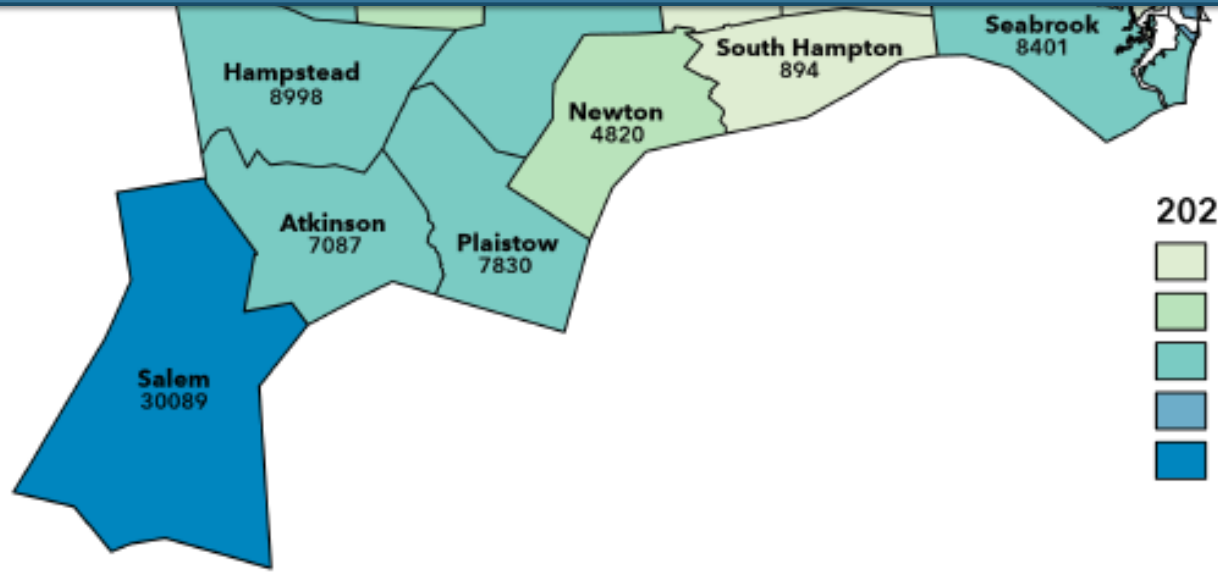 Seabrook
8401
South Hampton
894
Hampstead
8998
Newton
4820
202
Atkinson
7087
Plaistow
7830
Salem
30089